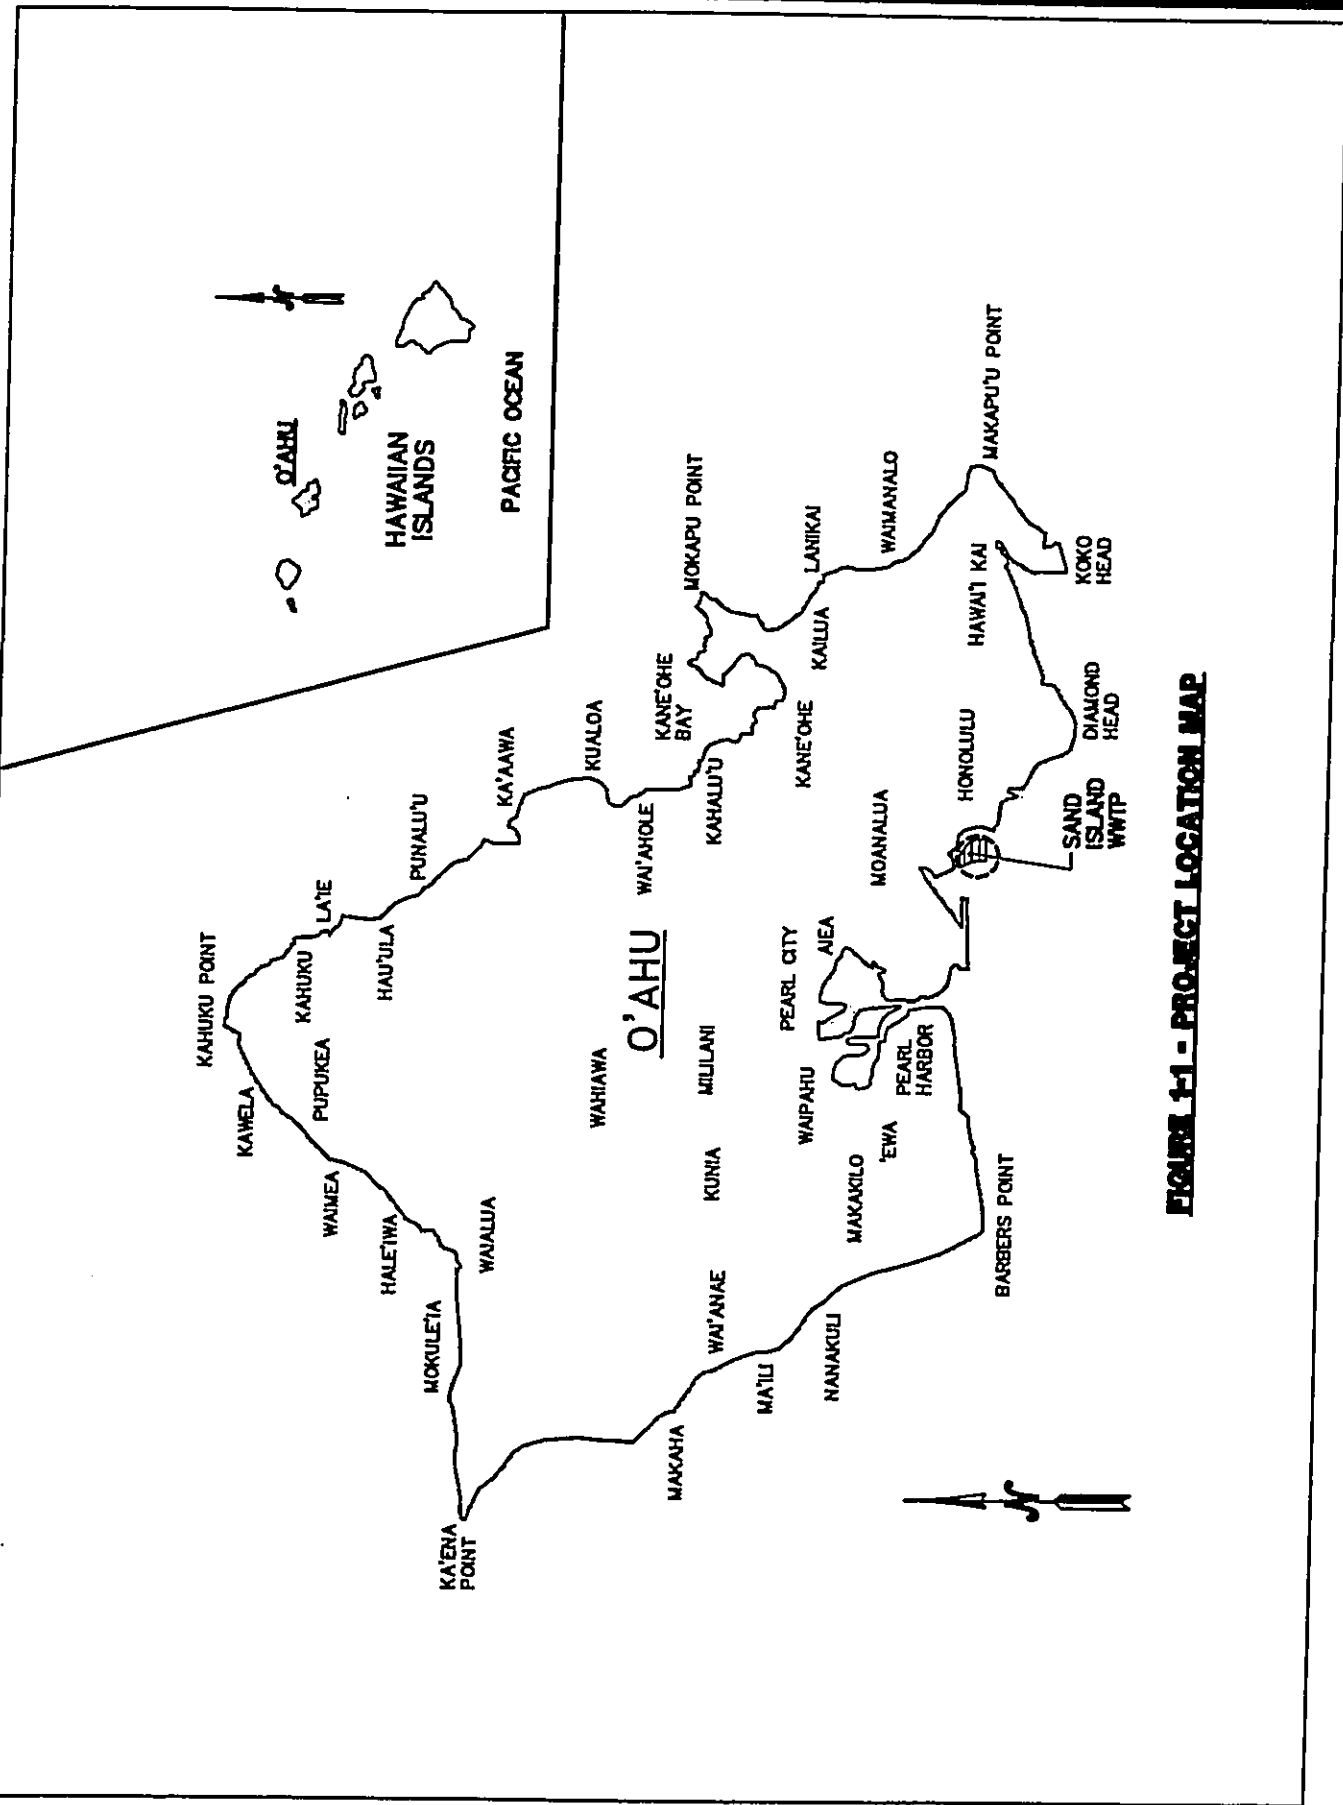 O'AHU
HAWAIIAN
ISLANDS
PACIFIC OCEAN
KAHUKU POINT
KAWELA
KAHUKU
LA'IE
PUPUKEA
WAIMEA
HAU'ULA
HALE'IWA
PUNALU'U
MOKULE'IA
WAIALUA
KA'ENA
POINT
KA'AAWA
KUALOA
WAHIAWA
O'AHU
WAI'AHOLE
KANE'OHE
BAY
MOKAPU POINT
MAKAHA
WAI'ANAE
KUNIA
MILILANI
KAHALU'U
MA'ILI
WAIPAHU
PEARL CITY
KANE'OHE
KAILUA
LANIKAI
NANAKULI
AIEA
MAKAKILO
'EWA
MOANALUA
WAIMANALO
PEARL
HARBOR
HONOLULU
HAWAI'I KAI
MAKAPU'U POINT
BARBERS POINT
SAND
ISLAND
WWTP
DIAMOND
HEAD
KOKO
HEAD
N
N
FIGURE 1-1 - PROJECT LOCATION MAP